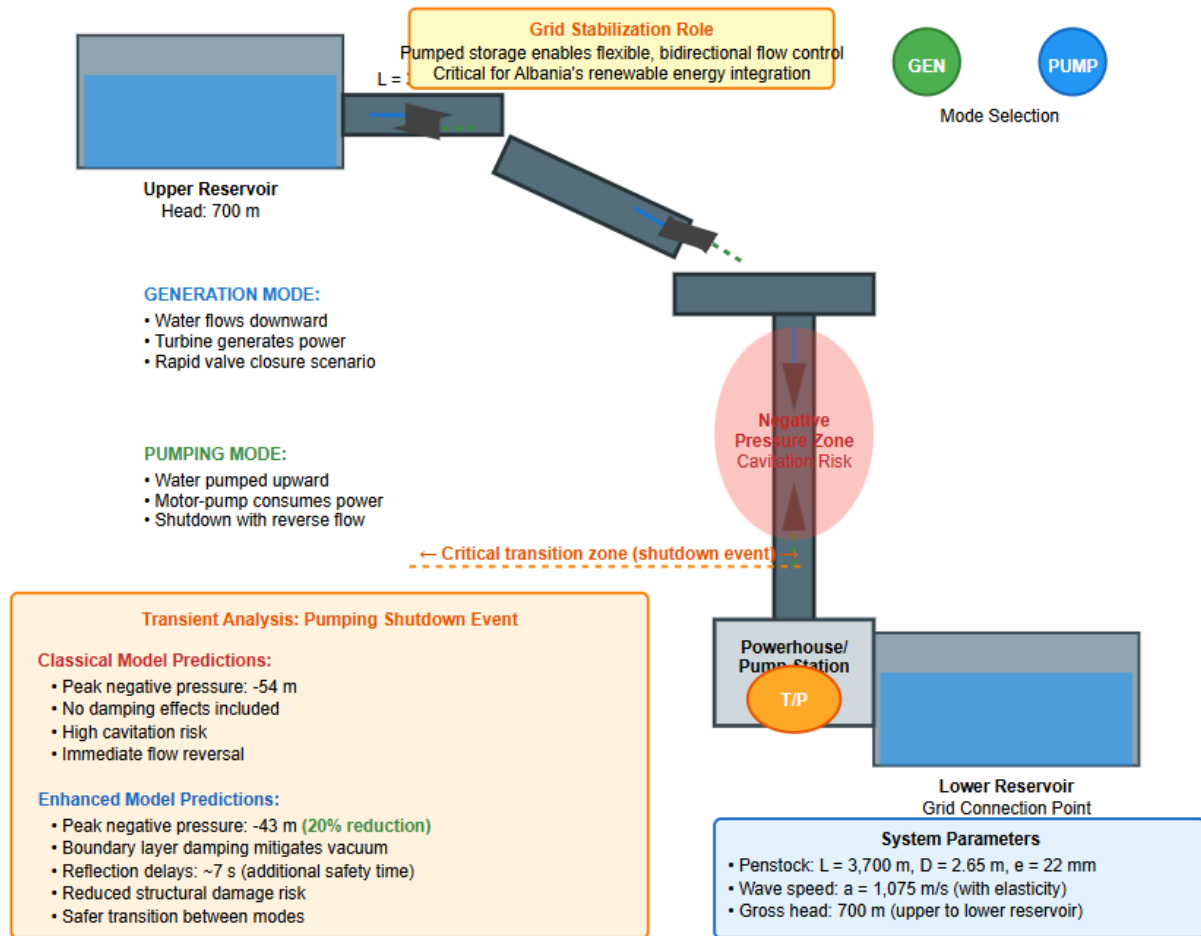 Grid Stabilization Role
Pumped storage enables flexible, bidirectional flow control
Critical for Albania's renewable energy integration
L =
GEN
PUMP
Mode Selection
Upper Reservoir
Head: 700 m
GENERATION MODE:
• Water flows downward
• Turbine generates power
• Rapid valve closure scenario
Negative
Pressure Zone
Cavitation Risk
PUMPING MODE:
• Water pumped upward
• Motor-pump consumes power
• Shutdown with reverse flow
← Critical transition zone (shutdown event) →
Transient Analysis: Pumping Shutdown Event
Classical Model Predictions:
• Peak negative pressure: -54 m
• No damping effects included
• High cavitation risk
• Immediate flow reversal
Enhanced Model Predictions:
• Peak negative pressure: -43 m (20% reduction)
• Boundary layer damping mitigates vacuum
• Reflection delays: ~7 s (additional safety time)
• Reduced structural damage risk
• Safer transition between modes
Powerhouse/
Pump Station
T/P
Lower Reservoir
Grid Connection Point
System Parameters
• Penstock: L = 3,700 m, D = 2.65 m, e = 22 mm
• Wave speed: a = 1,075 m/s (with elasticity)
• Gross head: 700 m (upper to lower reservoir)